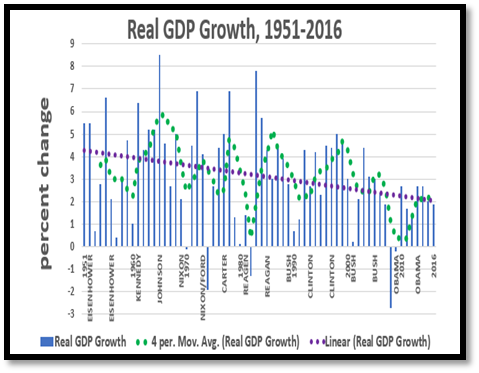 Real GDP Growth, 1951-2016
percent change
9
8
7
6
5
4
3
2
1
0
-1
-2
-3
1951
EISENHOWER
EISENHOWER
1960
KENNEDY
JOHNSON
NIXON
1970
NIXON/FORD
CARTER
1980
REAGEN
REAGAN
BUSH
1990
CLINTON
CLINTON
2000
BUSH
BUSH
OBAMA
2010
OBAMA
2016
Real GDP Growth
4 per. Mov. Avg. (Real GDP Growth)
Linear (Real GDP Growth)